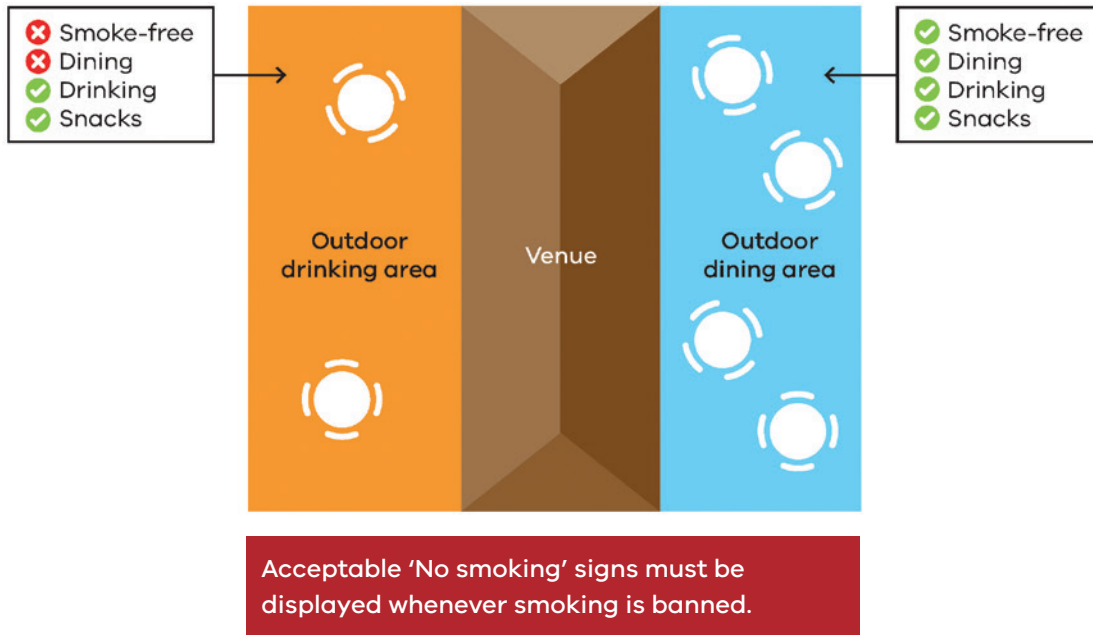 Smoke-free
Dining
Drinking
Snacks
Smoke-free
Dining
Drinking
Snacks
Outdoor
drinking area
Venue
Outdoor
dining area
Acceptable ‘No smoking’ signs must be
displayed whenever smoking is banned.